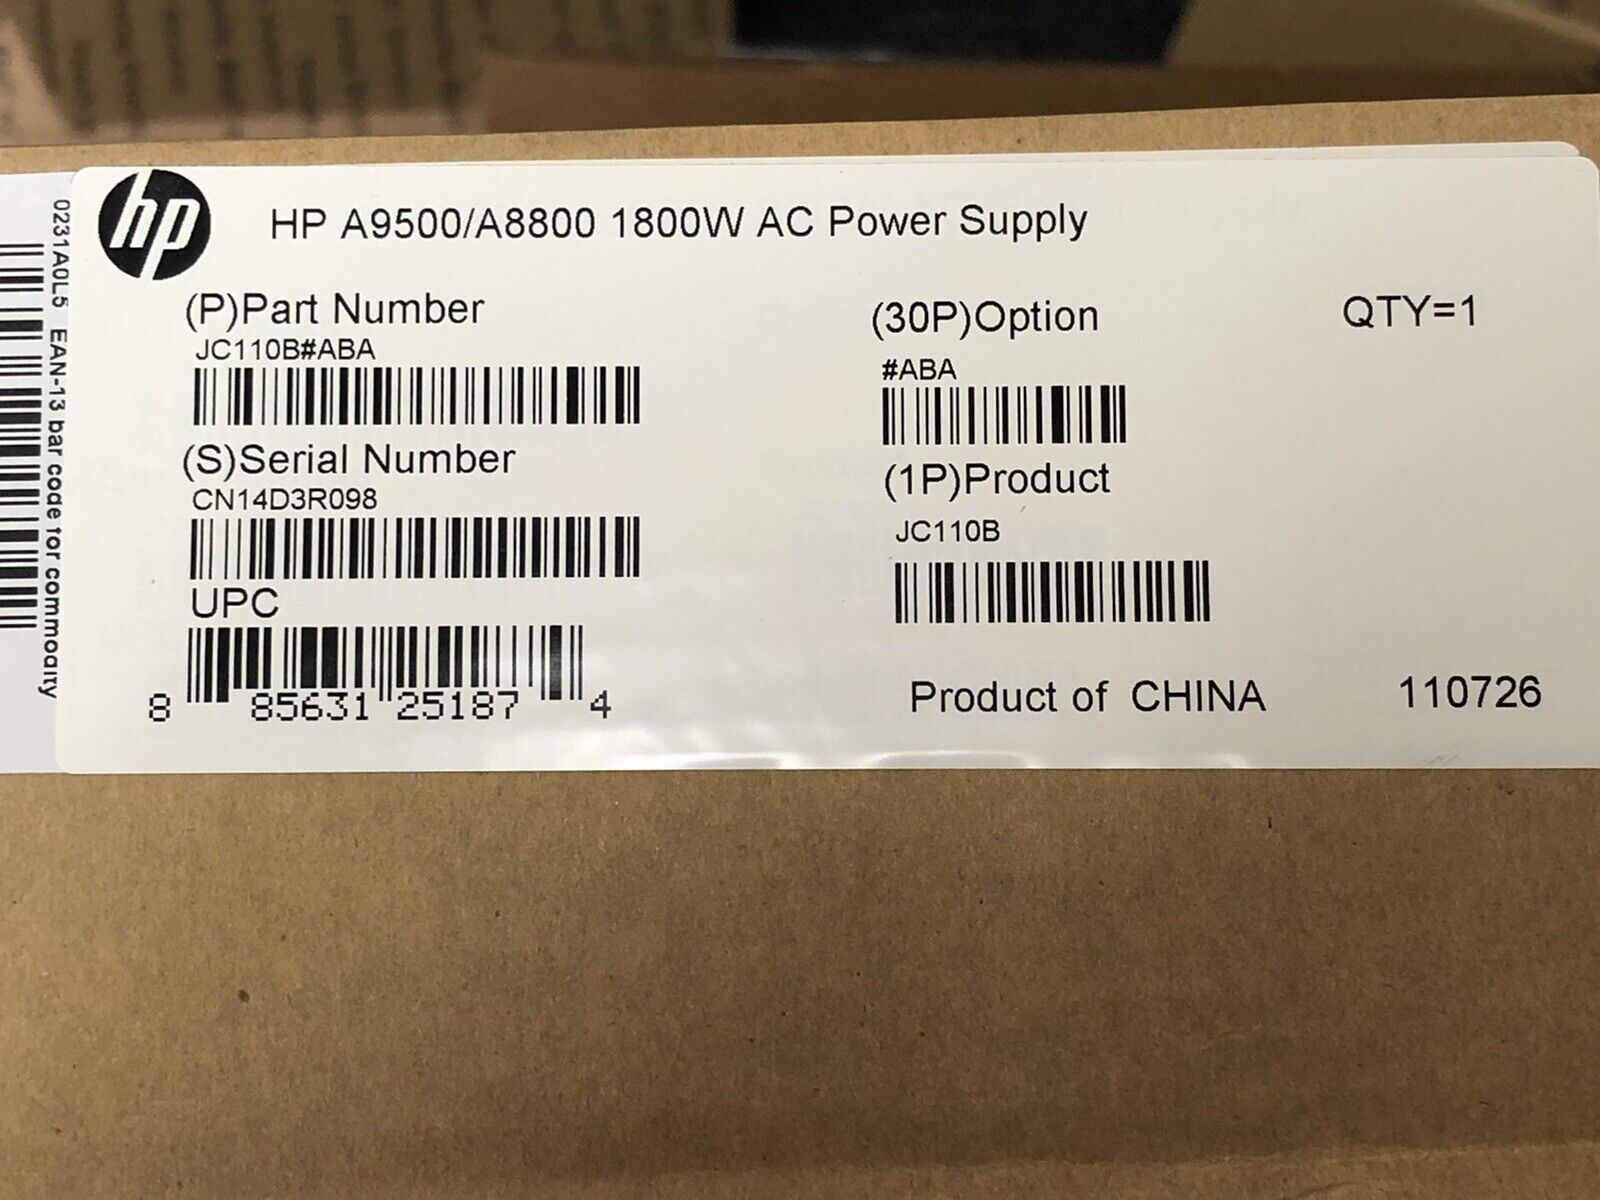 hp
HP A9500/A8800 1800W AC Power Supply
(P)Part Number
JC110B#ABA
(S)Serial Number
CN14D3R098
UPC
8 85631 25187 4
(30P)Option
#ABA
(1P)Product
JC110B
QTY=1
Product of CHINA
110726
0231A0L5 EAN-13 bar code for commodity